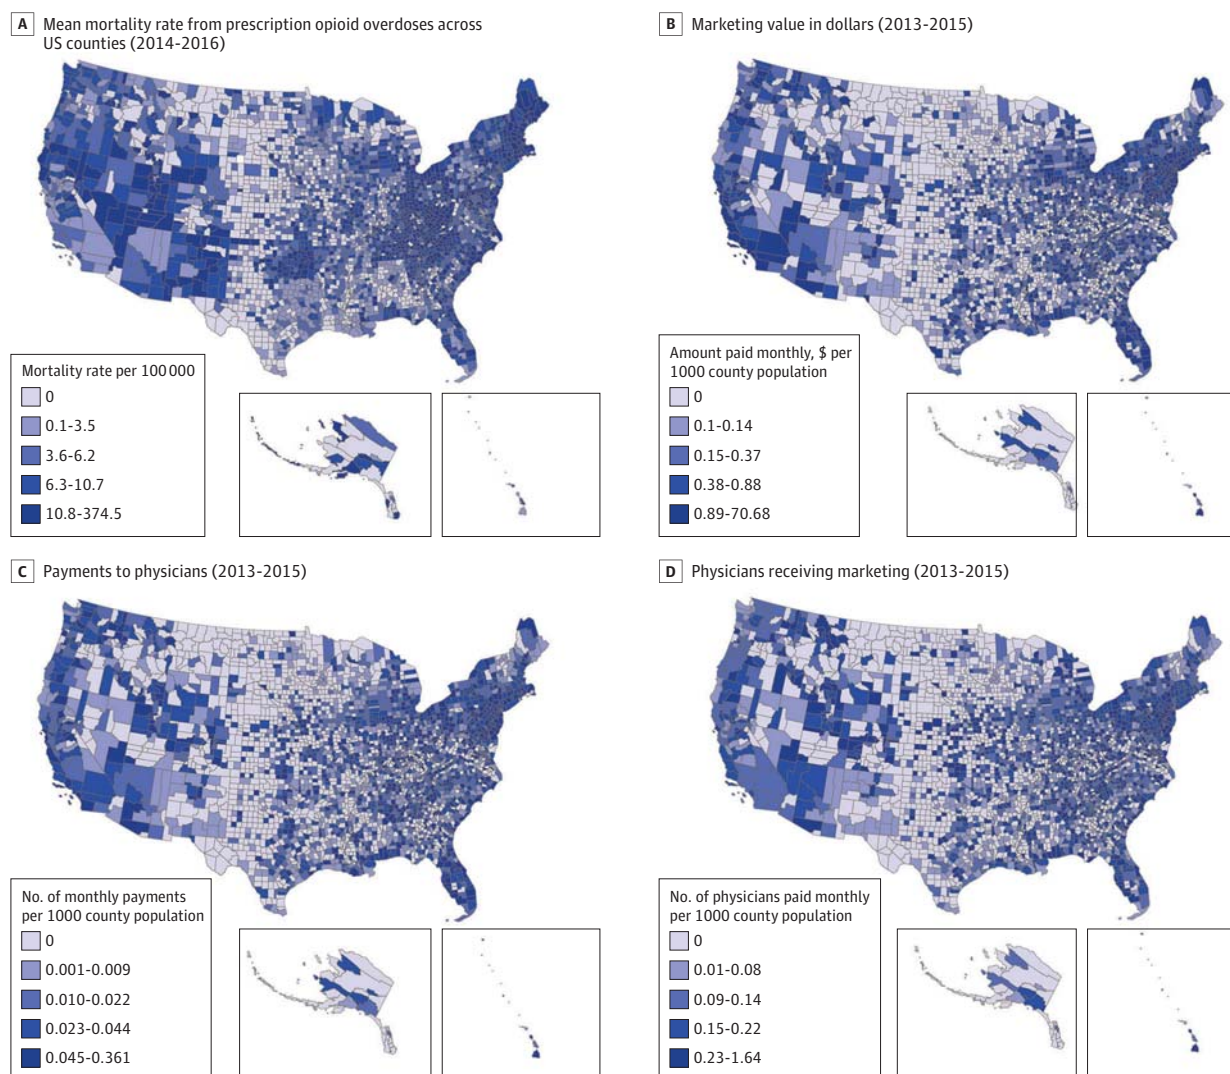 A Mean mortality rate from prescription opioid overdoses across
US counties (2014-2016)
B Marketing value in dollars (2013-2015)
Mortality rate per 100 000
0
0.1-3.5
3.6-6.2
6.3-10.7
10.8-374.5
Amount paid monthly, $ per
1000 county population
0
0.1-0.14
0.15-0.37
0.38-0.88
0.89-70.68
C Payments to physicians (2013-2015)
D Physicians receiving marketing (2013-2015)
No. of monthly payments
per 1000 county population
0
0.001-0.009
0.010-0.022
0.023-0.044
0.045-0.361
No. of physicians paid monthly
per 1000 county population
0
0.01-0.08
0.09-0.14
0.15-0.22
0.23-1.64